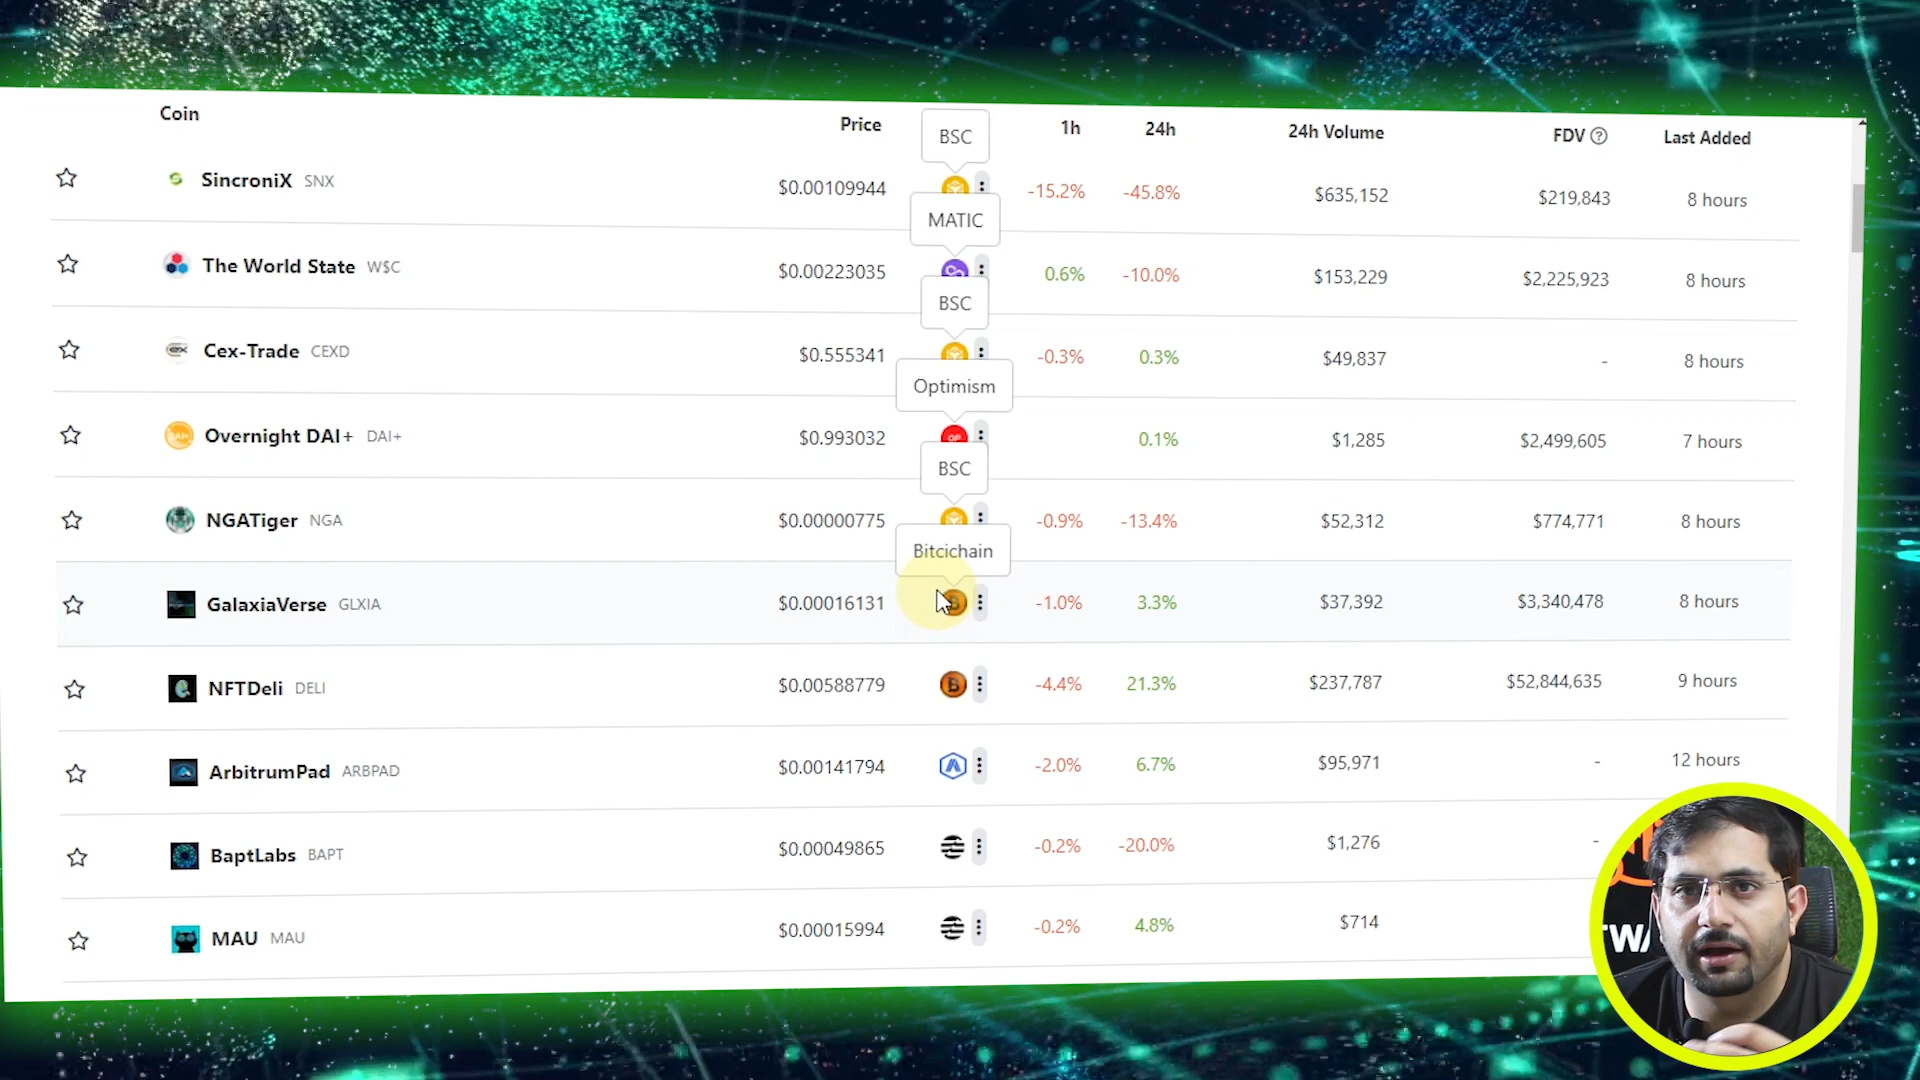 Coin Price 1h 24h 24h Volume FDV Last Added
BSC
SincroniX SNX $0.00109944 -15.2% -45.8% $635,152 $219,843 8 hours
MATIC
The World State W$C $0.00223035 0.6% -10.0% $153,229 $2,225,923 8 hours
BSC
Cex-Trade CEXD $0.555341 -0.3% 0.3% $49,837 - 8 hours
Optimism
Overnight DAI+ DAI+ $0.993032 0.1% $1,285 $2,499,605 7 hours
BSC
NGATiger NGA $0.00000775 -0.9% -13.4% $52,312 $774,771 8 hours
Bitcichain
GalaxiaVerse GLXIA $0.00016131 -1.0% 3.3% $37,392 $3,340,478 8 hours
NFTDeli DELI $0.00588779 -4.4% 21.3% $237,787 $52,844,635 9 hours
ArbitrumPad ARBPAD $0.00141794 -2.0% 6.7% $95,971 - 12 hours
BaptLabs BAPT $0.00049865 -0.2% -20.0% $1,276 -
MAU MAU $0.00015994 -0.2% 4.8% $714